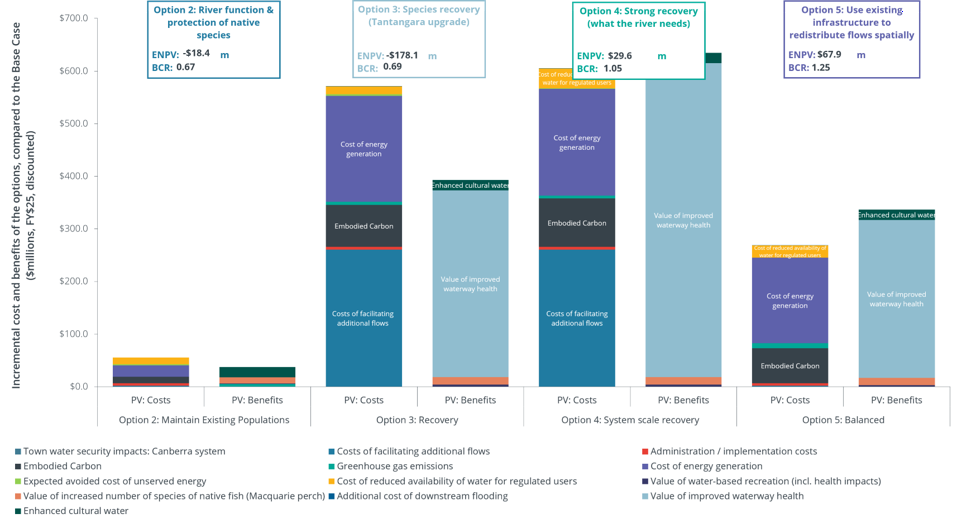 Incremental cost and benefits of the options, compared to the Base Case
($millions, FY$25, discounted)
$700.0
$600.0
$500.0
$400.0
$300.0
$200.0
$100.0
$0.0
Option 2: River function &
protection of native
species
ENPV: -$18.4 m
BCR: 0.67
Option 3: Species recovery
(Tantangara upgrade)
ENPV: -$178.1 m
BCR: 0.69
Option 4: Strong recovery
(what the river needs)
ENPV: $29.6 m
BCR: 1.05
Option 5: Use existing
infrastructure to
redistribute flows spatially
ENPV: $67.9 m
BCR: 1.25
Cost of energy
generation
Embodied Carbon
Costs of facilitating
additional flows
Enhanced cultural water
Value of improved
waterway health
Cost of redu
water for regulated users
Cost of energy
generation
Embodied Carbon
Costs of facilitating
additional flows
Value of improved
waterway health
Cost of reduced availability of
water for regulated users
Cost of energy
generation
Embodied Carbon
Enhanced cultural water
Value of improved
waterway health
PV: Costs
PV: Benefits
PV: Costs
PV: Benefits
PV: Costs
PV: Benefits
PV: Costs
PV: Benefits
Option 2: Maintain Existing Populations
Option 3: Recovery
Option 4: System scale recovery
Option 5: Balanced
Town water security impacts: Canberra system
Costs of facilitating additional flows
Administration / implementation costs
Embodied Carbon
Greenhouse gas emissions
Cost of energy generation
Expected avoided cost of unserved energy
Cost of reduced availability of water for regulated users
Value of water-based recreation (incl. health impacts)
Value of increased number of species of native fish (Macquarie perch)
Additional cost of downstream flooding
Value of improved waterway health
Enhanced cultural water